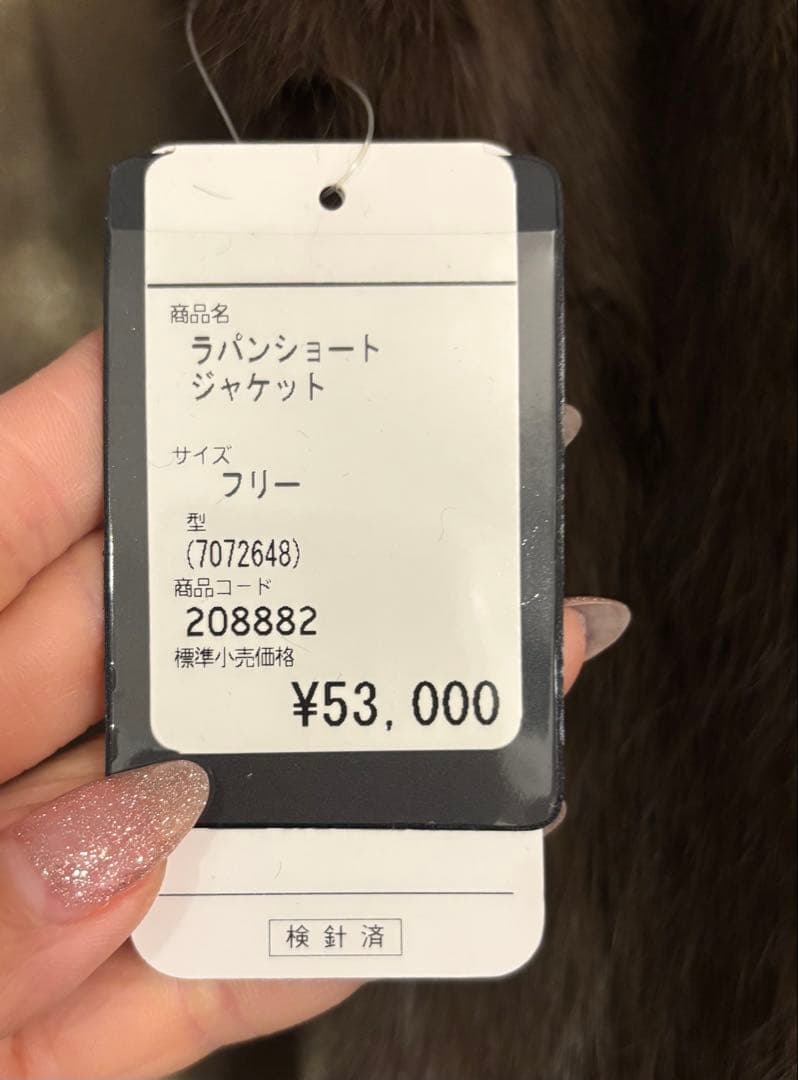 商品名
ラパンショート
ジャケット
サイズ
フリー
型
(7072648)
商品コード
208882
標準小売価格
¥53,000
検針済